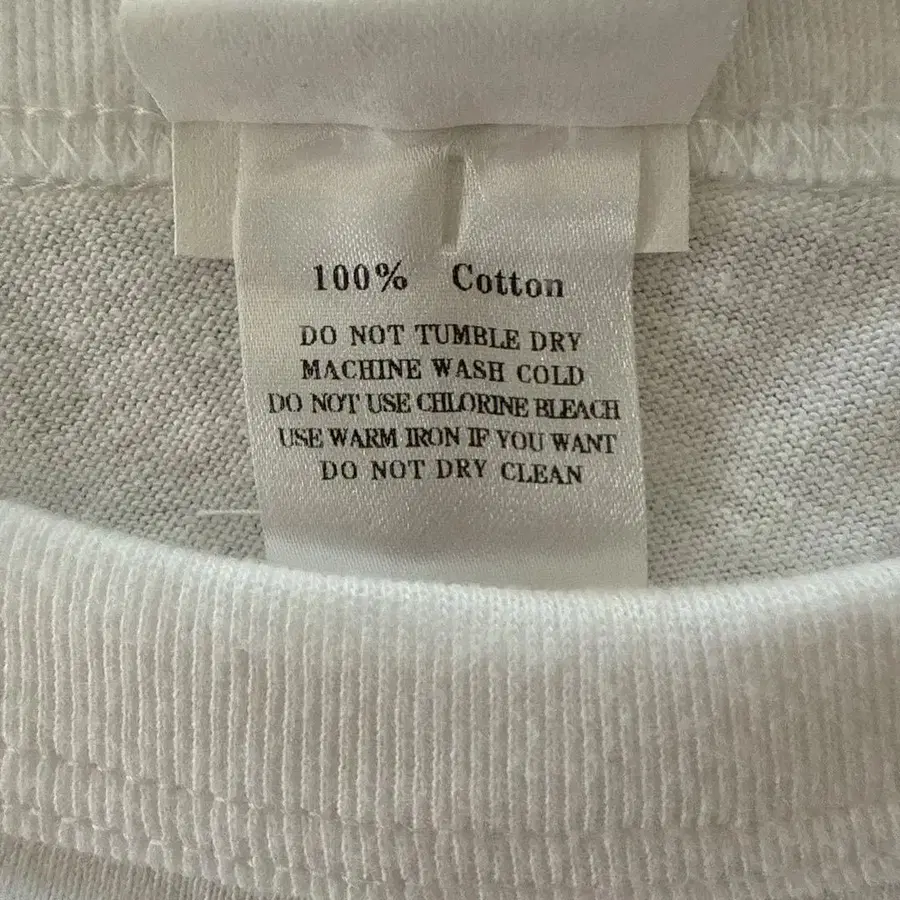 100% Cotton
DO NOT TUMBLE DRY
MACHINE WASH COLD
DO NOT USE CHLORINE BLEACH
USE WARM IRON IF YOU WANT
DO NOT DRY CLEAN